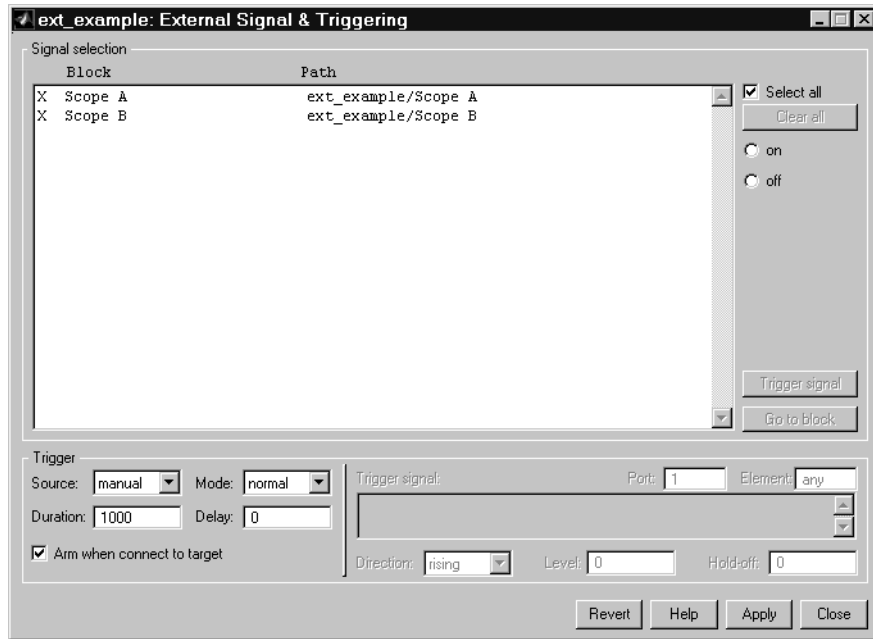 ext_example: External Signal & Triggering
Signal selection
Block Path
X Scope A ext_example/Scope A
X Scope B ext_example/Scope B
Select all
Clear all
on
off
Trigger signal
Go to block
Trigger
Source: manual Mode: normal
Duration: 1000 Delay: 0
Arm when connect to target
Trigger signal: Port: 1 Element: any
Direction: rising Level: 0 Hold-off: 0
Revert Help Apply Close